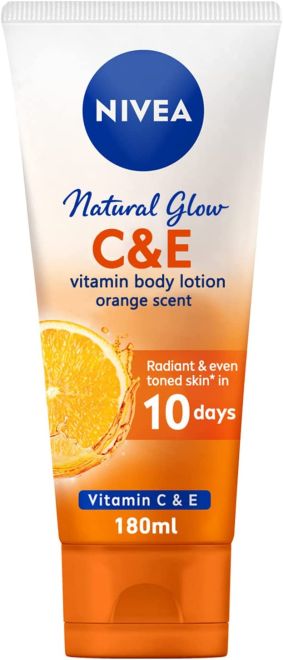 NIVEA
Natural Glow
C&E
vitamin body lotion
orange scent
Radiant & even
toned skin* in
10 days
Vitamin C & E
180ml